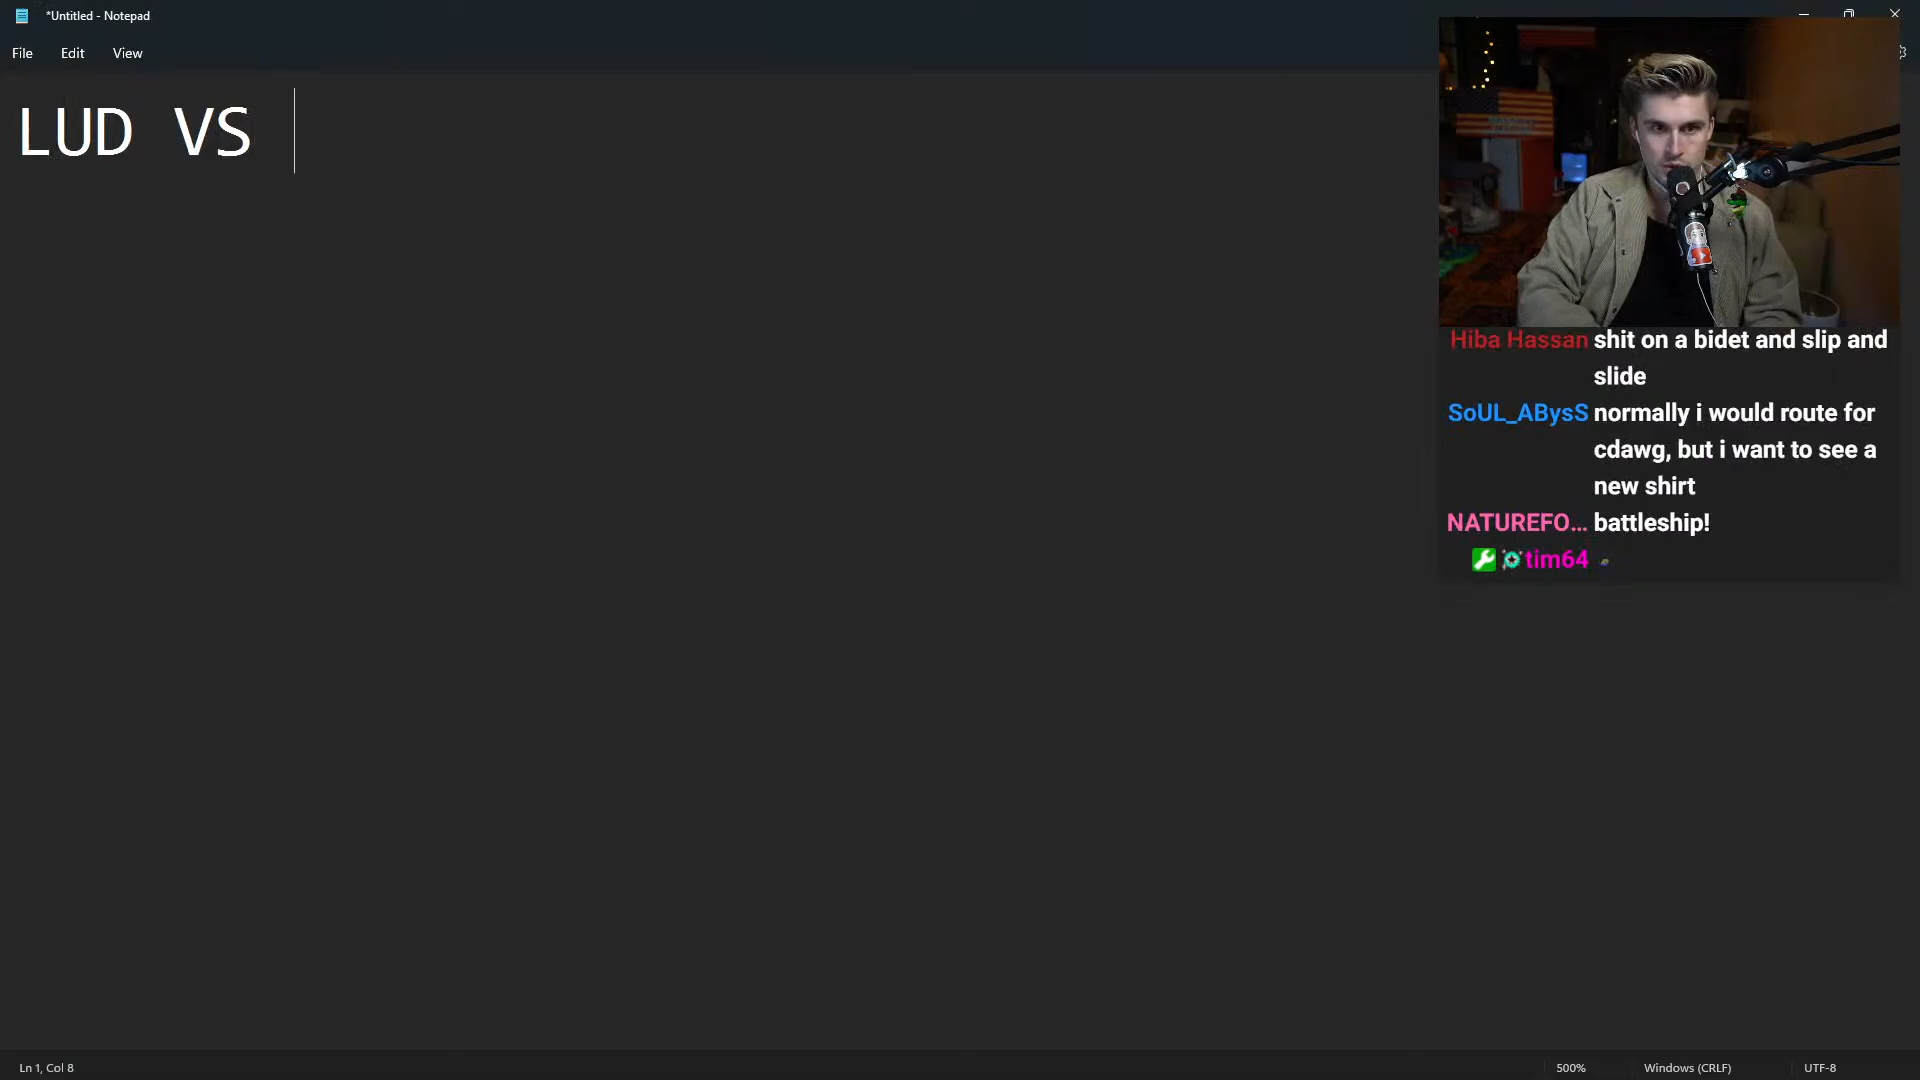 *Untitled - Notepad
File Edit View
LUD VS
Hiba Hassan shit on a bidet and slip and
slide
SoUL_ABysS normally i would route for
cdawg, but i want to see a
new shirt
NATUREFO... battleship!
tim64
Ln 1, Col 8
500%
Windows (CRLF)
UTF-8